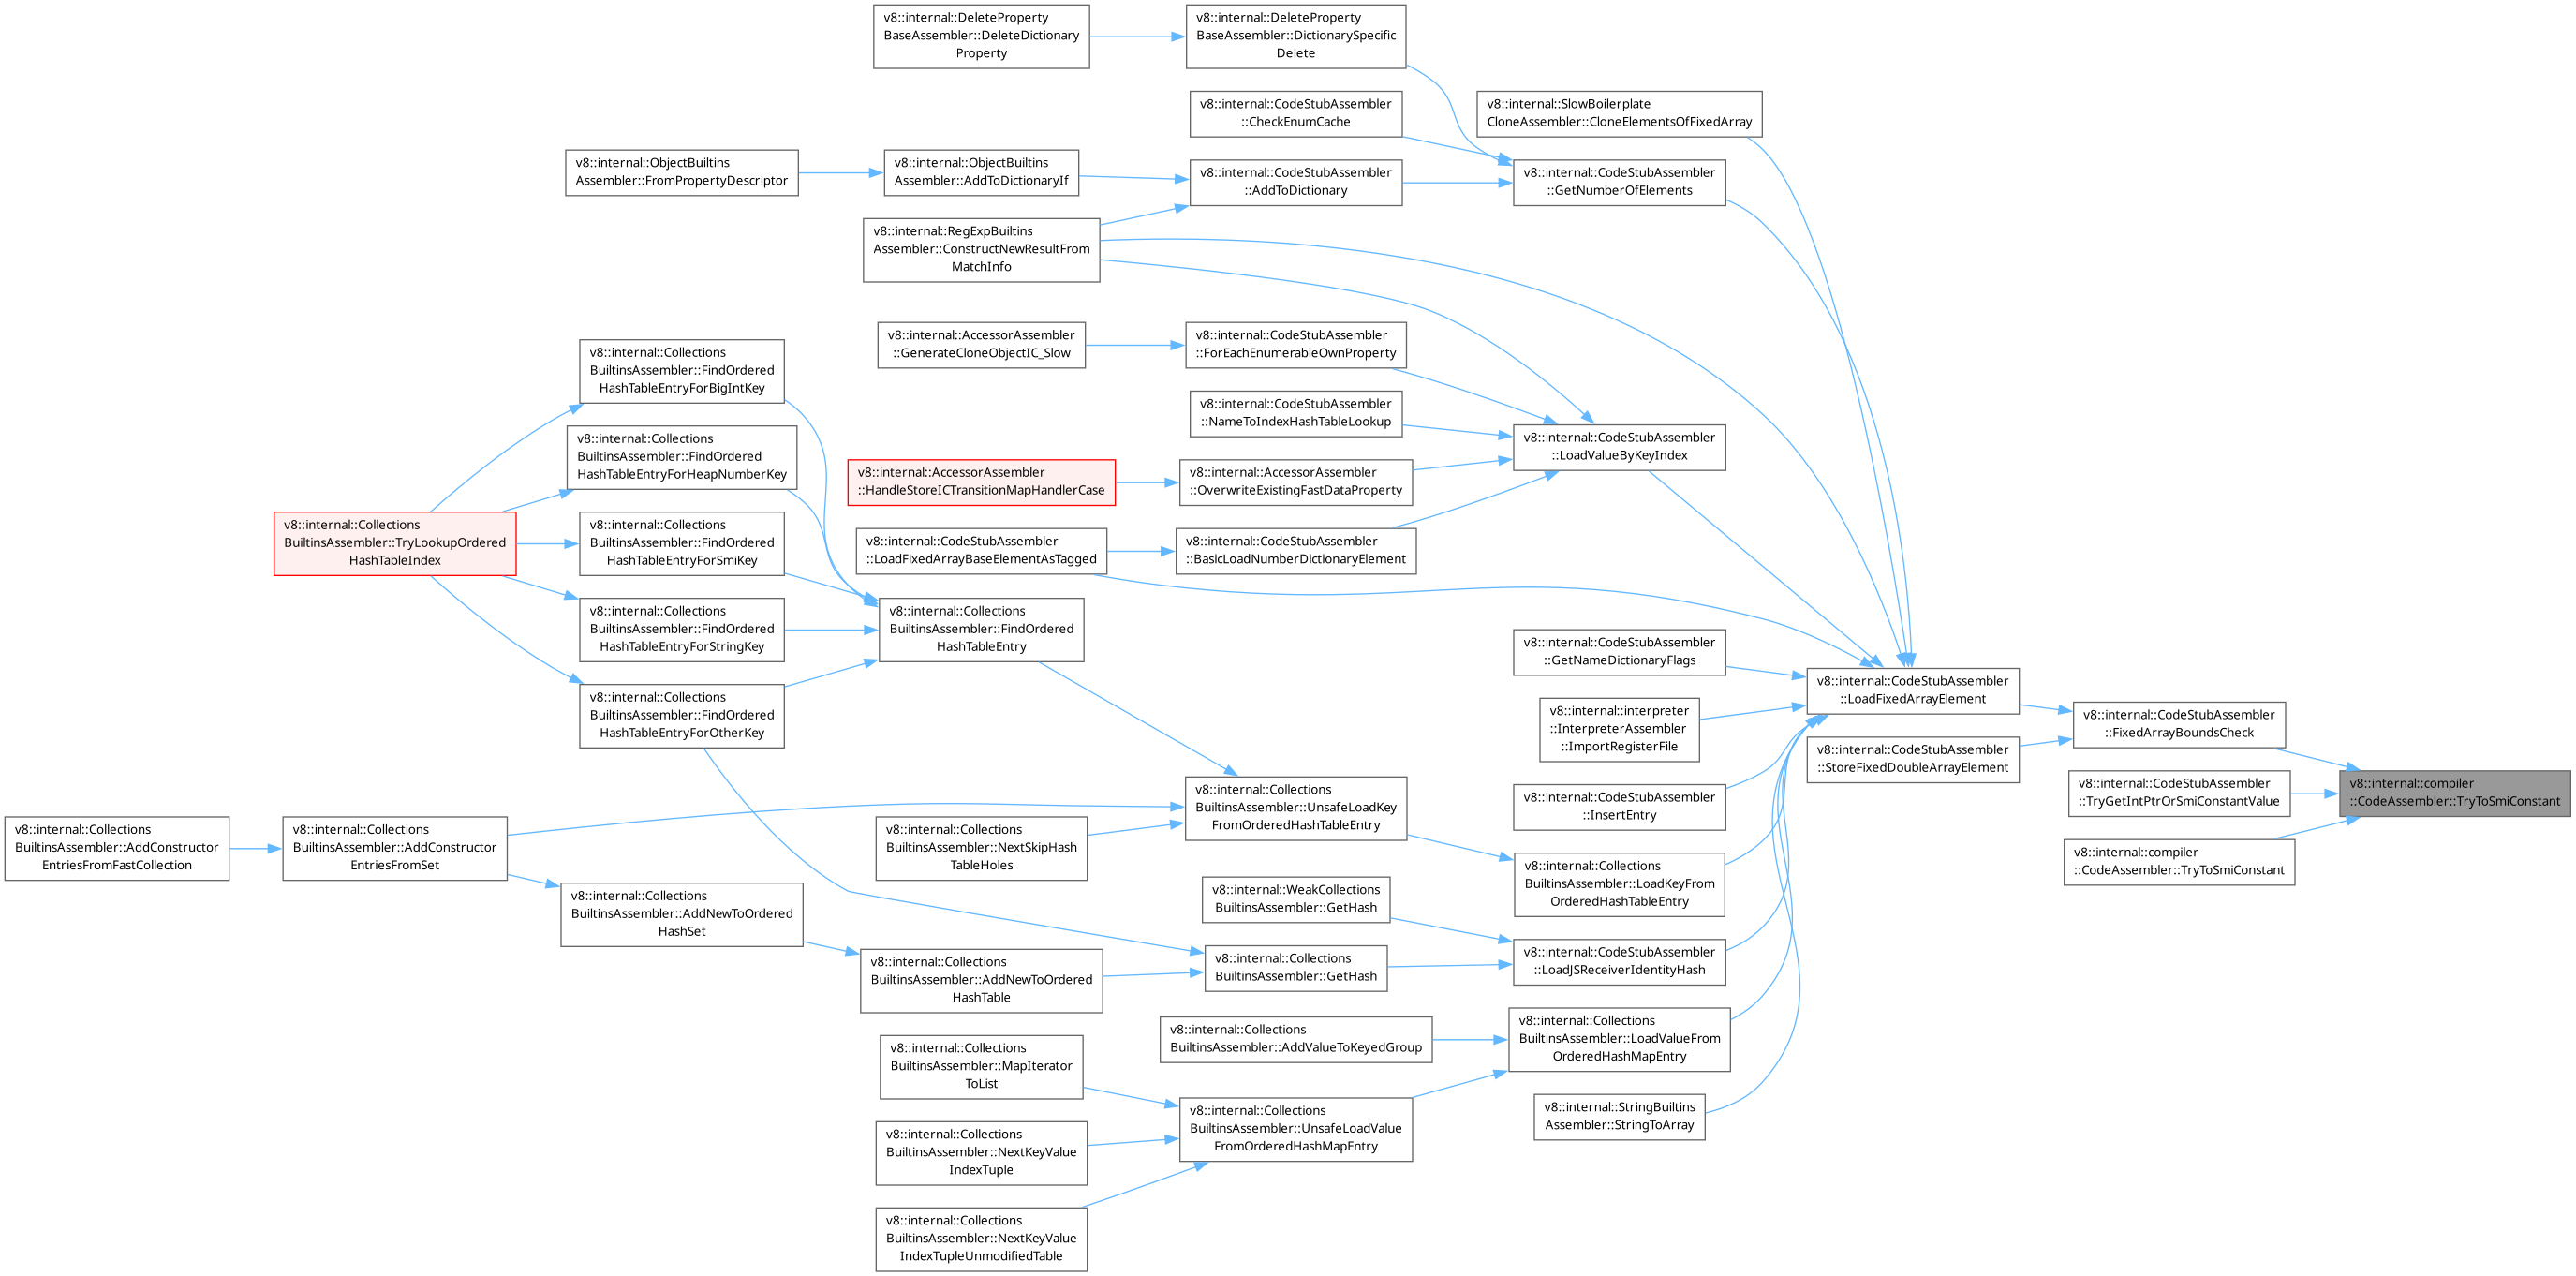 v8::internal::DeleteProperty
BaseAssembler::DeleteDictionary
Property
v8::internal::DeleteProperty
BaseAssembler::DictionarySpecific
Delete
v8::internal::CodeStubAssembler
::CheckEnumCache
v8::internal::SlowBoilerplate
CloneAssembler::CloneElementsOfFixedArray
v8::internal::ObjectBuiltins
Assembler::FromPropertyDescriptor
v8::internal::ObjectBuiltins
Assembler::AddToDictionaryIf
v8::internal::CodeStubAssembler
::AddToDictionary
v8::internal::CodeStubAssembler
::GetNumberOfElements
v8::internal::RegExpBuiltins
Assembler::ConstructNewResultFrom
MatchInfo
v8::internal::AccessorAssembler
::GenerateCloneObjectIC_Slow
v8::internal::CodeStubAssembler
::ForEachEnumerableOwnProperty
v8::internal::Collections
BuiltinsAssembler::FindOrdered
HashTableEntryForBigIntKey
v8::internal::CodeStubAssembler
::NameToIndexHashTableLookup
v8::internal::CodeStubAssembler
::LoadValueByKeyIndex
v8::internal::Collections
BuiltinsAssembler::FindOrdered
HashTableEntryForHeapNumberKey
v8::internal::AccessorAssembler
::HandleStoreICTransitionMapHandlerCase
v8::internal::AccessorAssembler
::OverwriteExistingFastDataProperty
v8::internal::Collections
BuiltinsAssembler::TryLookupOrdered
HashTableIndex
v8::internal::Collections
BuiltinsAssembler::FindOrdered
HashTableEntryForSmiKey
v8::internal::CodeStubAssembler
::LoadFixedArrayBaseElementAsTagged
v8::internal::CodeStubAssembler
::BasicLoadNumberDictionaryElement
v8::internal::Collections
BuiltinsAssembler::FindOrdered
HashTableEntryForStringKey
v8::internal::Collections
BuiltinsAssembler::FindOrdered
HashTableEntry
v8::internal::CodeStubAssembler
::GetNameDictionaryFlags
v8::internal::Collections
BuiltinsAssembler::FindOrdered
HashTableEntryForOtherKey
v8::internal::interpreter
::InterpreterAssembler
::ImportRegisterFile
v8::internal::CodeStubAssembler
::LoadFixedArrayElement
v8::internal::CodeStubAssembler
::FixedArrayBoundsCheck
v8::internal::CodeStubAssembler
::StoreFixedDoubleArrayElement
v8::internal::CodeStubAssembler
::TryGetIntPtrOrSmiConstantValue
v8::internal::compiler
::CodeAssembler::TryToSmiConstant
v8::internal::Collections
BuiltinsAssembler::UnsafeLoadKey
FromOrderedHashTableEntry
v8::internal::CodeStubAssembler
::InsertEntry
v8::internal::Collections
BuiltinsAssembler::AddConstructor
EntriesFromFastCollection
v8::internal::Collections
BuiltinsAssembler::AddConstructor
EntriesFromSet
v8::internal::Collections
BuiltinsAssembler::NextSkipHash
TableHoles
v8::internal::compiler
::CodeAssembler::TryToSmiConstant
v8::internal::Collections
BuiltinsAssembler::LoadKeyFrom
OrderedHashTableEntry
v8::internal::Collections
BuiltinsAssembler::AddNewToOrdered
HashSet
v8::internal::WeakCollections
BuiltinsAssembler::GetHash
v8::internal::CodeStubAssembler
::LoadJSReceiverIdentityHash
v8::internal::Collections
BuiltinsAssembler::AddNewToOrdered
HashTable
v8::internal::Collections
BuiltinsAssembler::GetHash
v8::internal::Collections
BuiltinsAssembler::AddValueToKeyedGroup
v8::internal::Collections
BuiltinsAssembler::LoadValueFrom
OrderedHashMapEntry
v8::internal::Collections
BuiltinsAssembler::MapIterator
ToList
v8::internal::StringBuiltins
Assembler::StringToArray
v8::internal::Collections
BuiltinsAssembler::UnsafeLoadValue
FromOrderedHashMapEntry
v8::internal::Collections
BuiltinsAssembler::NextKeyValue
IndexTuple
v8::internal::Collections
BuiltinsAssembler::NextKeyValue
IndexTupleUnmodifiedTable